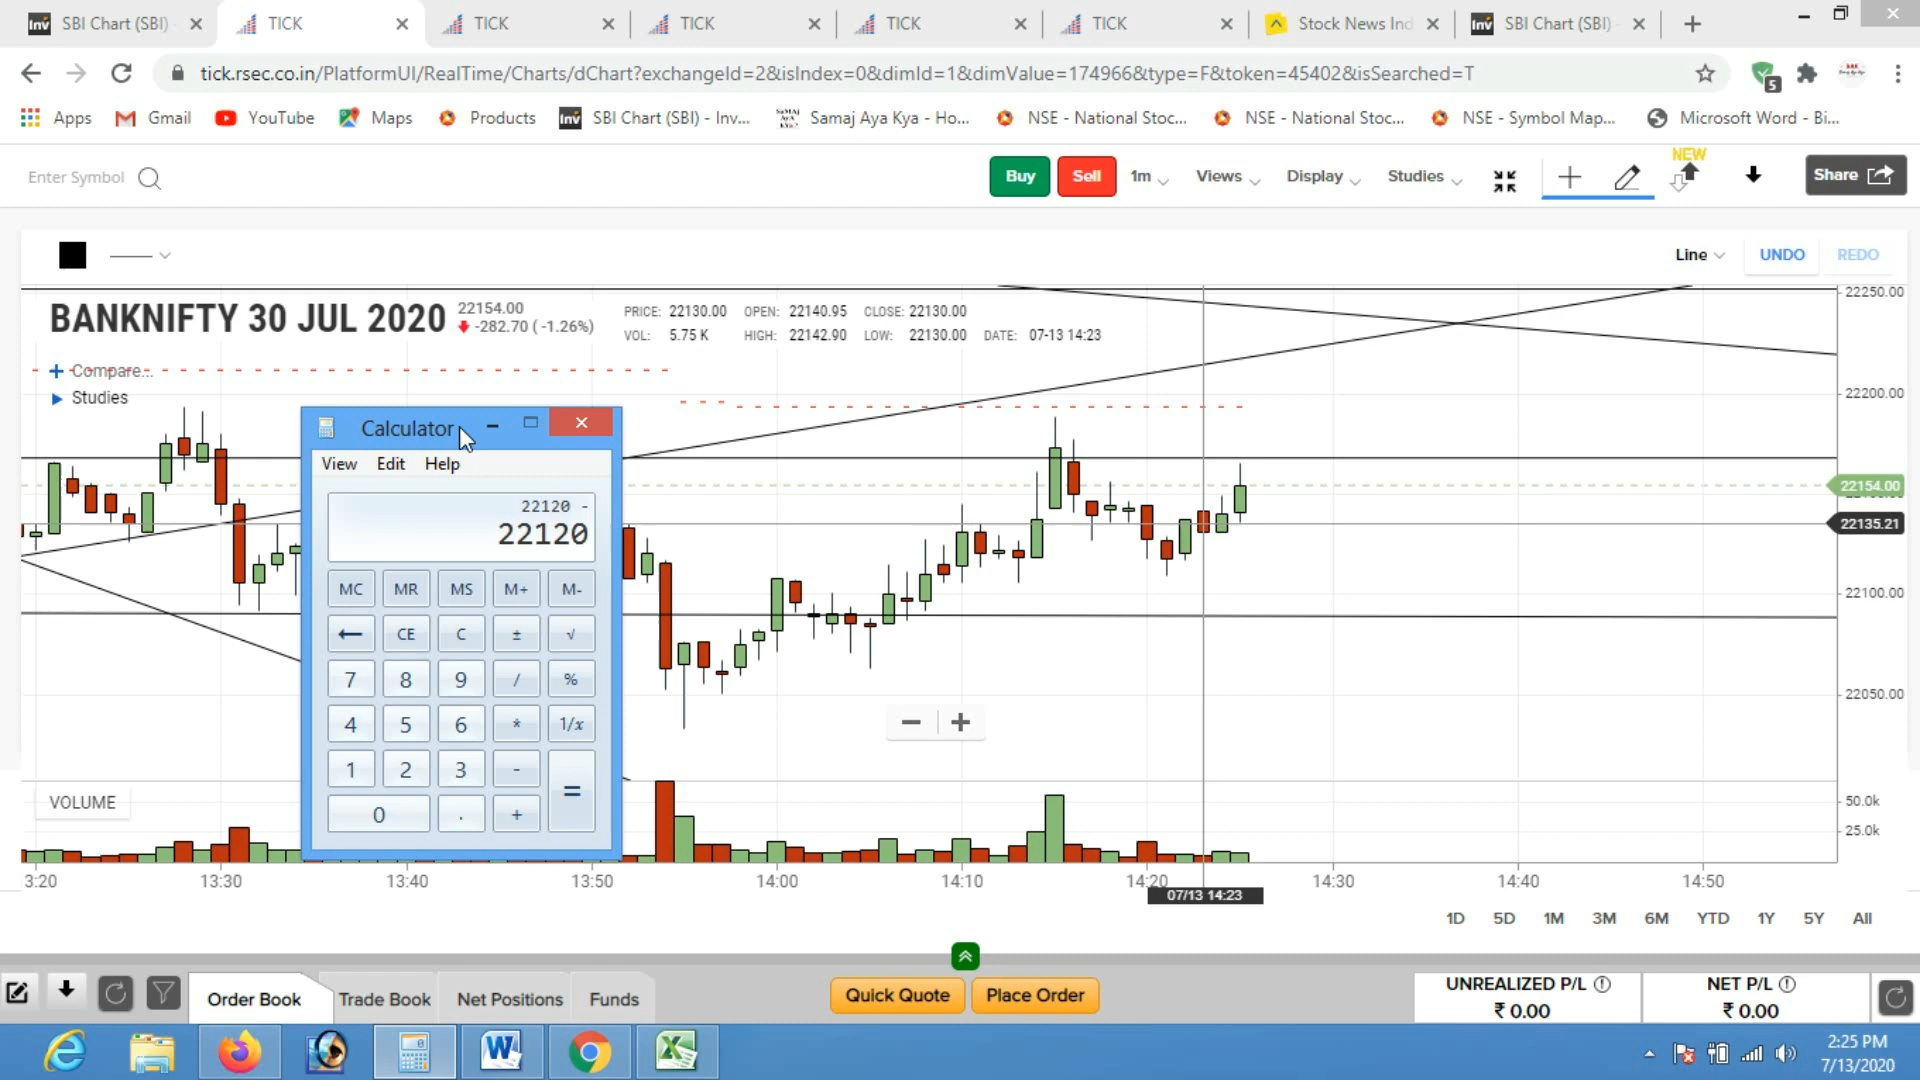 SBI Chart (SBI)
TICK
TICK
TICK
TICK
TICK
Stock News Ind
SBI Chart (SBI)
tick.rsec.co.in/PlatformUI/RealTime/Charts/dChart?exchangeId=2&isIndex=0&dimId=1&dimValue=174966&type=F&token=45402&isSearched=T
5
Apps
Gmail
YouTube
Maps
Products
Inv SBI Chart (SBI) - Inv...
Samaj Aya Kya - Ho...
NSE - National Stoc...
NSE - National Stoc...
NSE - Symbol Map...
Microsoft Word - Bi...
Enter Symbol
Buy
Sell
1m
Views
Display
Studies
NEW
Share
Line
UNDO
REDO
BANKNIFTY 30 JUL 2020
22154.00
-282.70 ( -1.26%)
PRICE: 22130.00 OPEN: 22140.95 CLOSE: 22130.00
VOL: 5.75 K HIGH: 22142.90 LOW: 22130.00 DATE: 07-13 14:23
Compare...
Studies
22250.00
22200.00
22154.00
22135.21
22100.00
22050.00
50.0k
25.0k
Calculator
View Edit Help
22120 -
22120
MC MR MS M+ M-
← CE C ± √
7 8 9 / %
4 5 6 * 1/x
1 2 3 - =
0 . +
VOLUME
3:20 13:30 13:40 13:50 14:00 14:10 14:20 14:30 14:40 14:50
07/13 14:23
1D 5D 1M 3M 6M YTD 1Y 5Y All
Order Book
Trade Book
Net Positions
Funds
Quick Quote
Place Order
UNREALIZED P/L
₹ 0.00
NET P/L
₹ 0.00
2:25 PM
7/13/2020